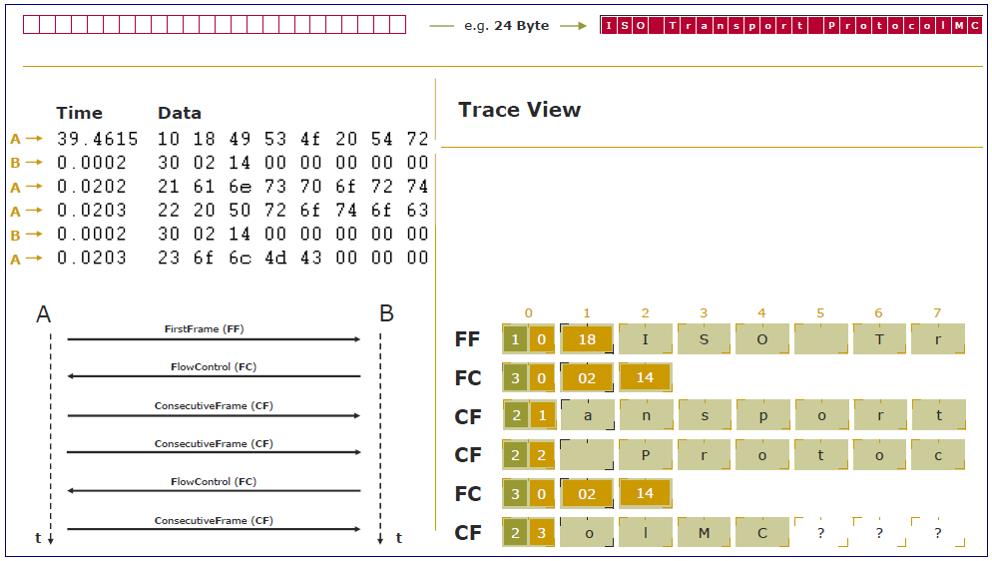 e.g. 24 Byte
I S O T r a n s p o r t P r o t o c o l M C
Time Data
A 39.4615 10 18 49 53 4f 20 54 72
B 0.0002 30 02 14 00 00 00 00 00
A 0.0202 21 61 6e 73 70 6f 72 74
A 0.0203 22 20 50 72 6f 74 6f 63
B 0.0002 30 02 14 00 00 00 00 00
A 0.0203 23 6f 6c 4d 43 00 00 00
Trace View
A B
FirstFrame (FF)
FlowControl (FC)
ConsecutiveFrame (CF)
ConsecutiveFrame (CF)
FlowControl (FC)
ConsecutiveFrame (CF)
t t
0 1 2 3 4 5 6 7
FF 1 0 18 I S O T r
FC 3 0 02 14
CF 2 1 a n s p o r t
CF 2 2 P r o t o c
FC 3 0 02 14
CF 2 3 o l M C ? ? ?